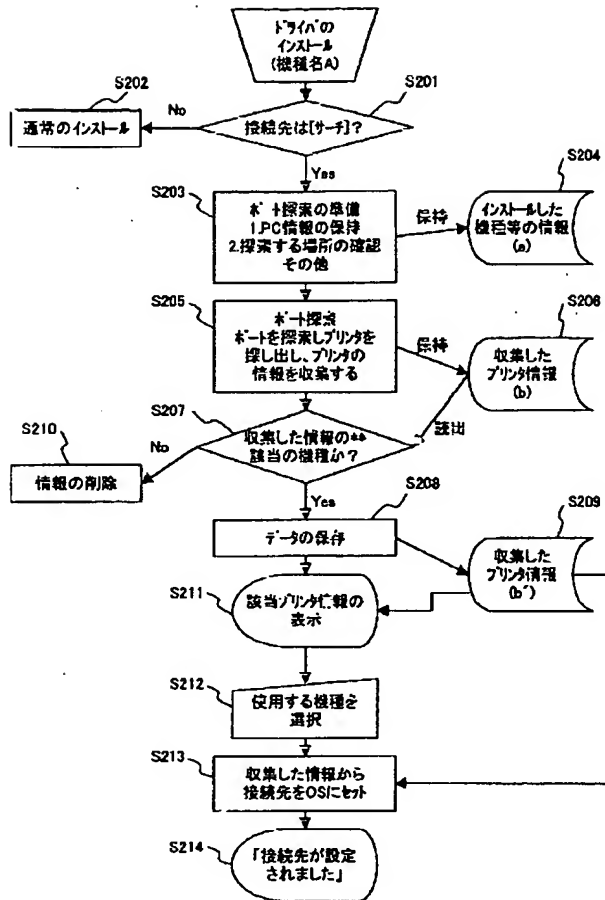 ドライバの
インストール
(機種名A)
S202
S201
No
通常のインストール
接続先は[サーチ]?
Yes
S203
S204
ポート探索の準備
1.PC情報の保持
2.探索する場所の確認
その他
保持
インストールした
機種等の情報
(a)
S205
S206
ポート探索
ポートを探索しプリンタを
探し出し、プリンタの
情報を収集する
保持
収集した
プリンタ情報
(b)
S207
読出
収集した情報の**
該当の機種か?
S210
No
情報の削除
Yes
S208
S209
データの保存
収集した
プリンタ情報
(b')
S211
該当プリンタ情報の
表示
S212
使用する機種を
選択
S213
収集した情報から
接続先をOSにセット
S214
「接続先が設定
されました」